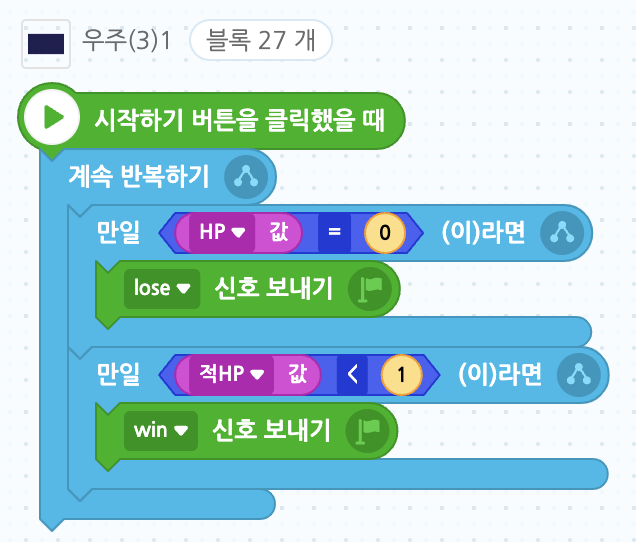 우주(3)1 블록 27 개
시작하기 버튼을 클릭했을 때
계속 반복하기
만일 HP 값 = 0 (이)라면
lose 신호 보내기
만일 적HP 값 < 1 (이)라면
win 신호 보내기